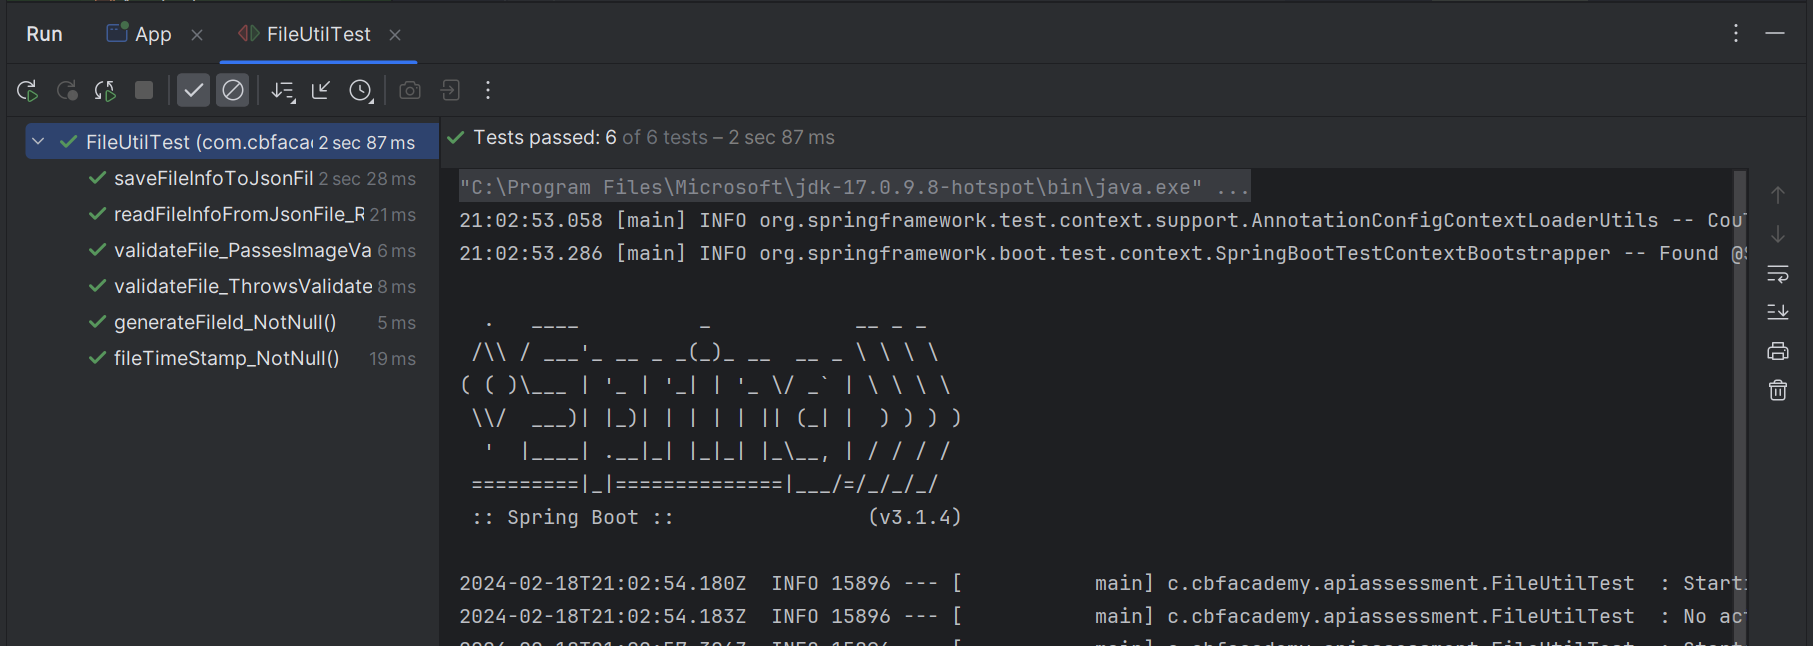 Run App FileUtilTest
FileUtilTest (com.cbfacac 2 sec 87 ms
saveFileInfoToJsonFil 2 sec 28 ms
readFileInfoFromJsonFile_R 21 ms
validateFile_PassesImageVa 6 ms
validateFile_ThrowsValidate 8 ms
generateFileId_NotNull() 5 ms
fileTimeStamp_NotNull() 19 ms
Tests passed: 6 of 6 tests – 2 sec 87 ms
"C:\Program Files\Microsoft\jdk-17.0.9.8-hotspot\bin\java.exe" ...
21:02:53.058 [main] INFO org.springframework.test.context.support.AnnotationConfigContextLoaderUtils -- Coul
21:02:53.286 [main] INFO org.springframework.boot.test.context.SpringBootTestContextBootstrapper -- Found @S
  .   ____          _            __ _ _
 /\\ / ___'_ __ _ _(_)_ __  __ _ \ \ \ \
( ( )\___ | '_ | '_| | '_ \/ _` | \ \ \ \
 \\/  ___)| |_)| | | | | || (_| |  ) ) ) )
  '  |____| .__|_| |_|_| |_\__, | / / / /
 =========|_|==============|___/=/_/_/_/
 :: Spring Boot ::                (v3.1.4)
2024-02-18T21:02:54.180Z  INFO 15896 --- [           main] c.cbfacademy.apiassessment.FileUtilTest  : Start
2024-02-18T21:02:54.183Z  INFO 15896 --- [           main] c.cbfacademy.apiassessment.FileUtilTest  : No ac